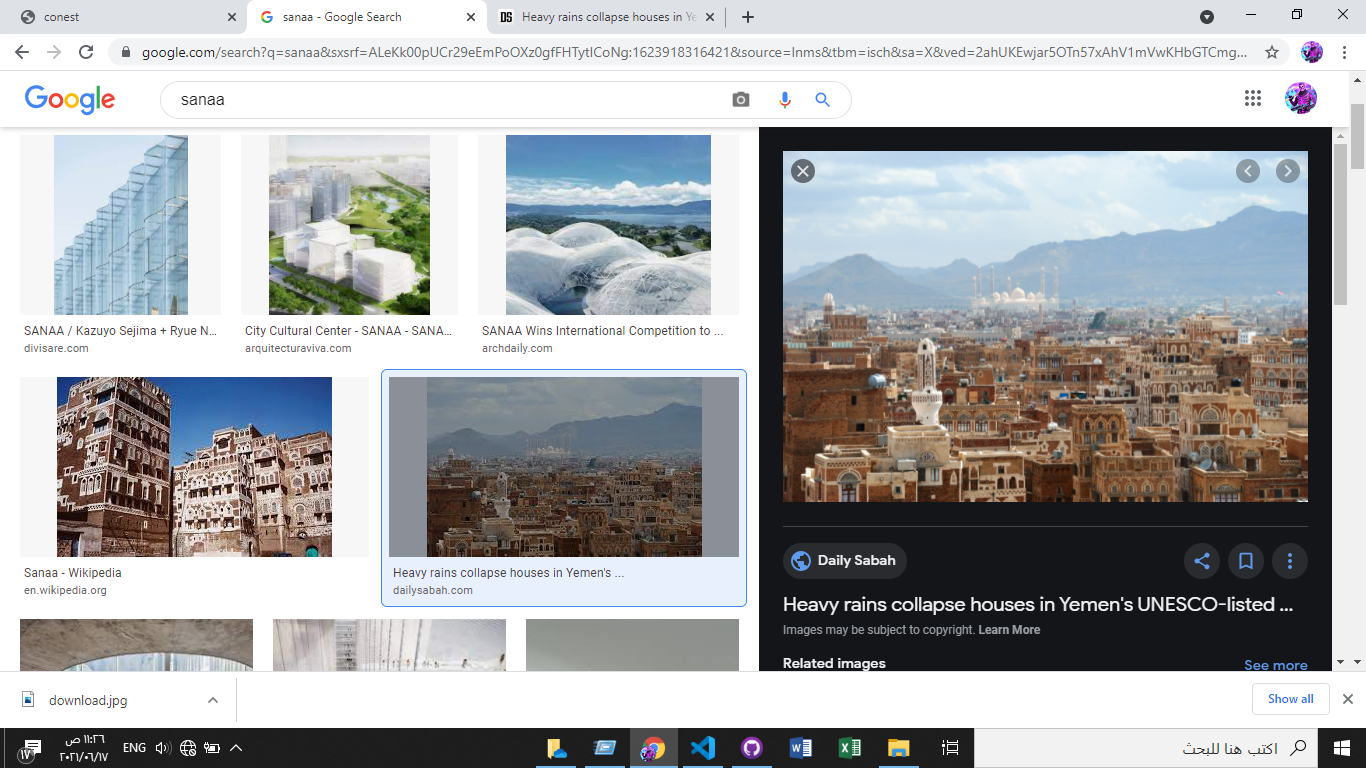 conest
sanaa - Google Search
Heavy rains collapse houses in Ye
google.com/search?q=sanaa&sxsrf=ALeKk00pUCr29eEmPoOXz0gfFHTytlCoNg:1623918316421&source=lnms&tbm=isch&sa=X&ved=2ahUKEwjar5OTn57xAhV1mVwKHbGTCmg...
Google
sanaa
SANAA / Kazuyo Sejima + Ryue N...
divisare.com
City Cultural Center - SANAA - SANA...
arquitecturaviva.com
SANAA Wins International Competition to ...
archdaily.com
Sanaa - Wikipedia
en.wikipedia.org
Heavy rains collapse houses in Yemen's ...
dailysabah.com
Daily Sabah
Heavy rains collapse houses in Yemen's UNESCO-listed ...
Images may be subject to copyright. Learn More
Related images
See more
download.jpg
Show all
١٧
١١:٢٦ ص
٢٠٢١/٠٦/١٧
ENG
اكتب هنا للبحث